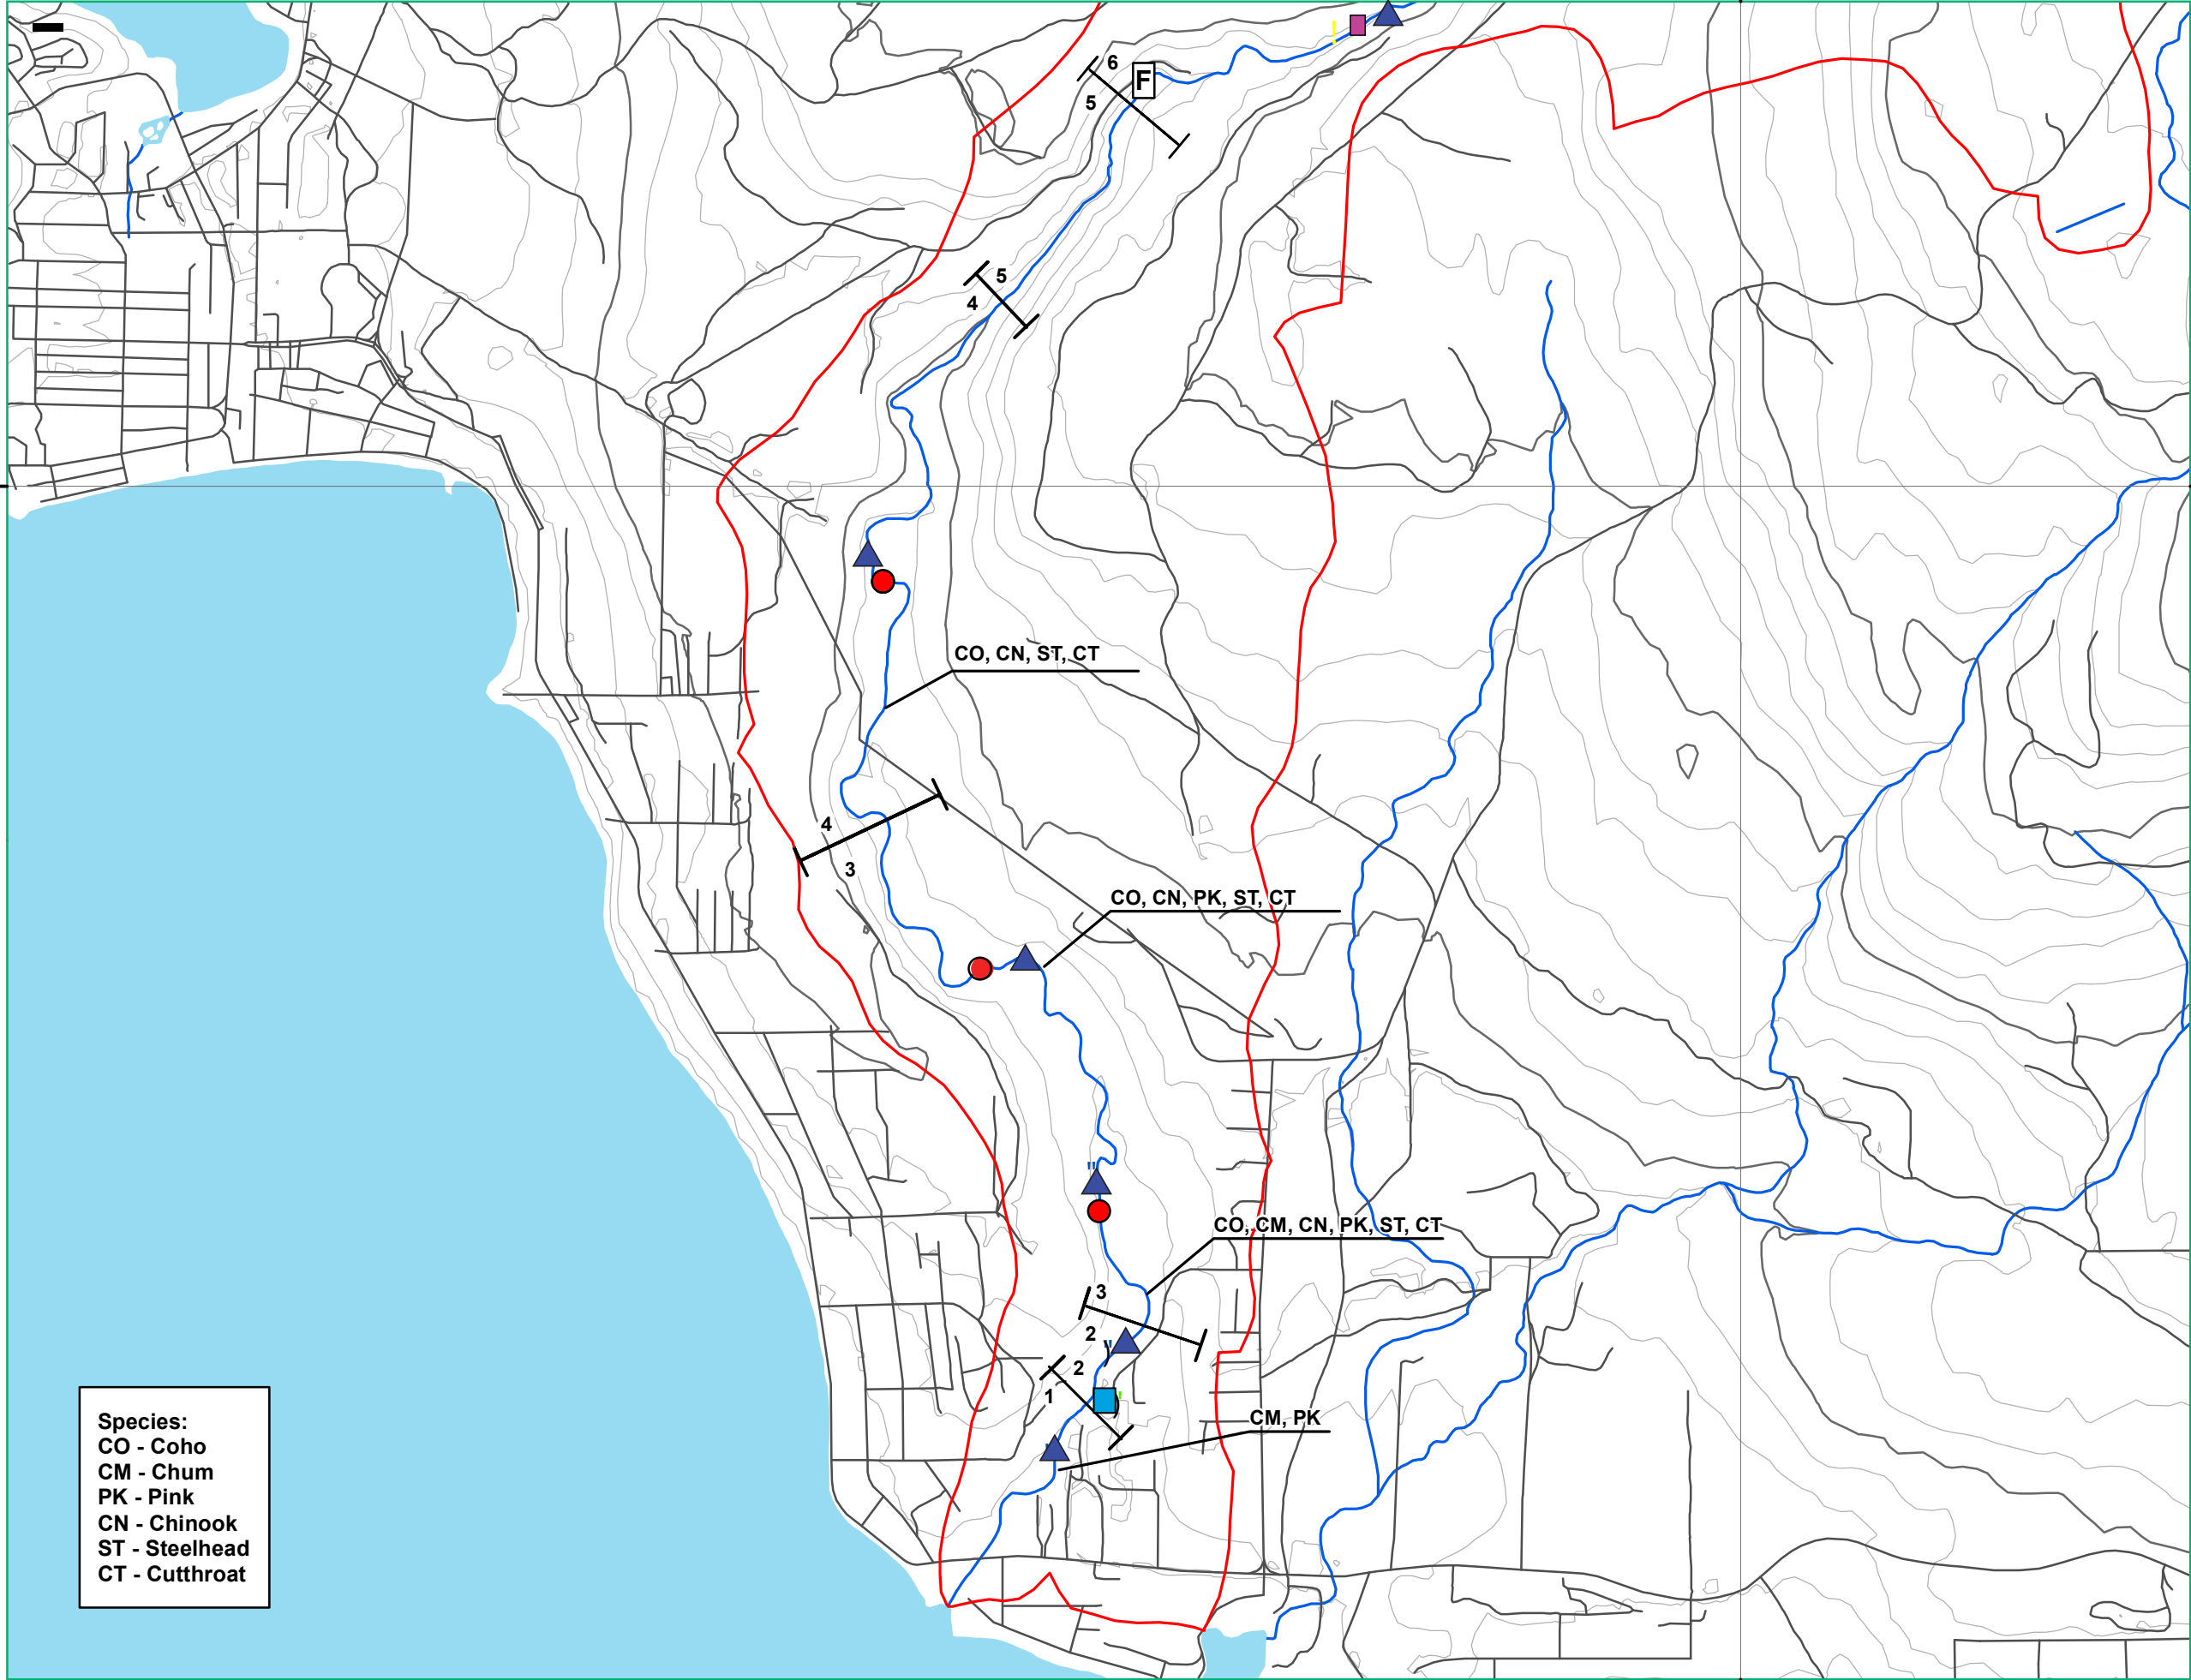 6
F
5
5
4
CO, CN, ST, CT
4
3
CO, CN, PK, ST, CT
CO, CM, CN, PK, ST, CT
3
2
2
1
CM, PK
Species:
CO - Coho
CM - Chum
PK - Pink
CN - Chinook
ST - Steelhead
CT - Cutthroat